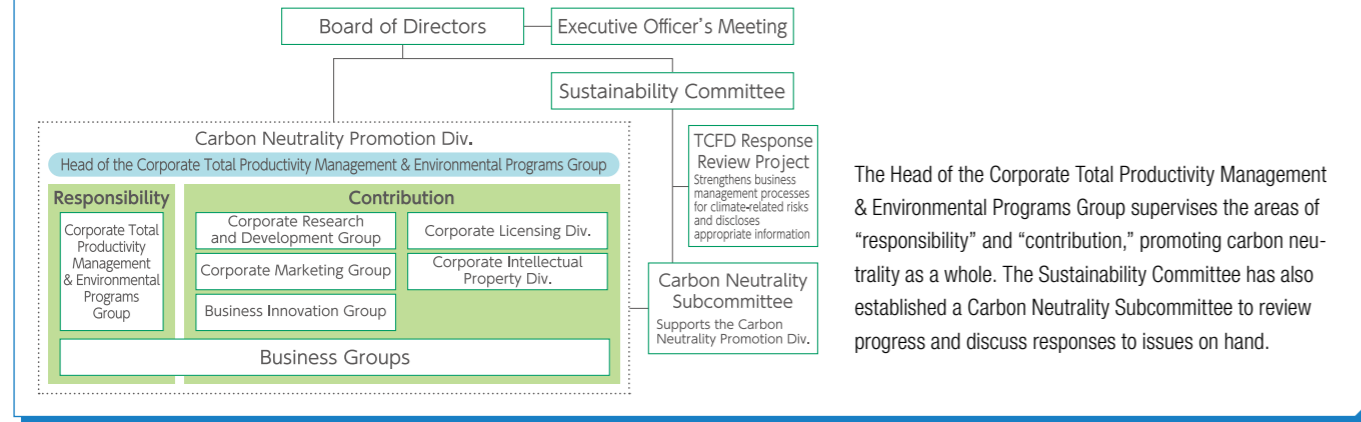 Board of Directors
Executive Officer’s Meeting
Sustainability Committee
Carbon Neutrality Promotion Div.
Head of the Corporate Total Productivity Management & Environmental Programs Group
Responsibility
Corporate Total
Productivity
Management
& Environmental
Programs
Group
Contribution
Corporate Research
and Development Group
Corporate Licensing Div.
Corporate Marketing Group
Corporate Intellectual
Property Div.
Business Innovation Group
Business Groups
TCFD Response
Review Project
Strengthens business
management processes
for climate-related risks
and discloses
appropriate information
Carbon Neutrality
Subcommittee
Supports the Carbon
Neutrality Promotion Div.
The Head of the Corporate Total Productivity Management
& Environmental Programs Group supervises the areas of
“responsibility” and “contribution,” promoting carbon neu-
trality as a whole. The Sustainability Committee has also
established a Carbon Neutrality Subcommittee to review
progress and discuss responses to issues on hand.